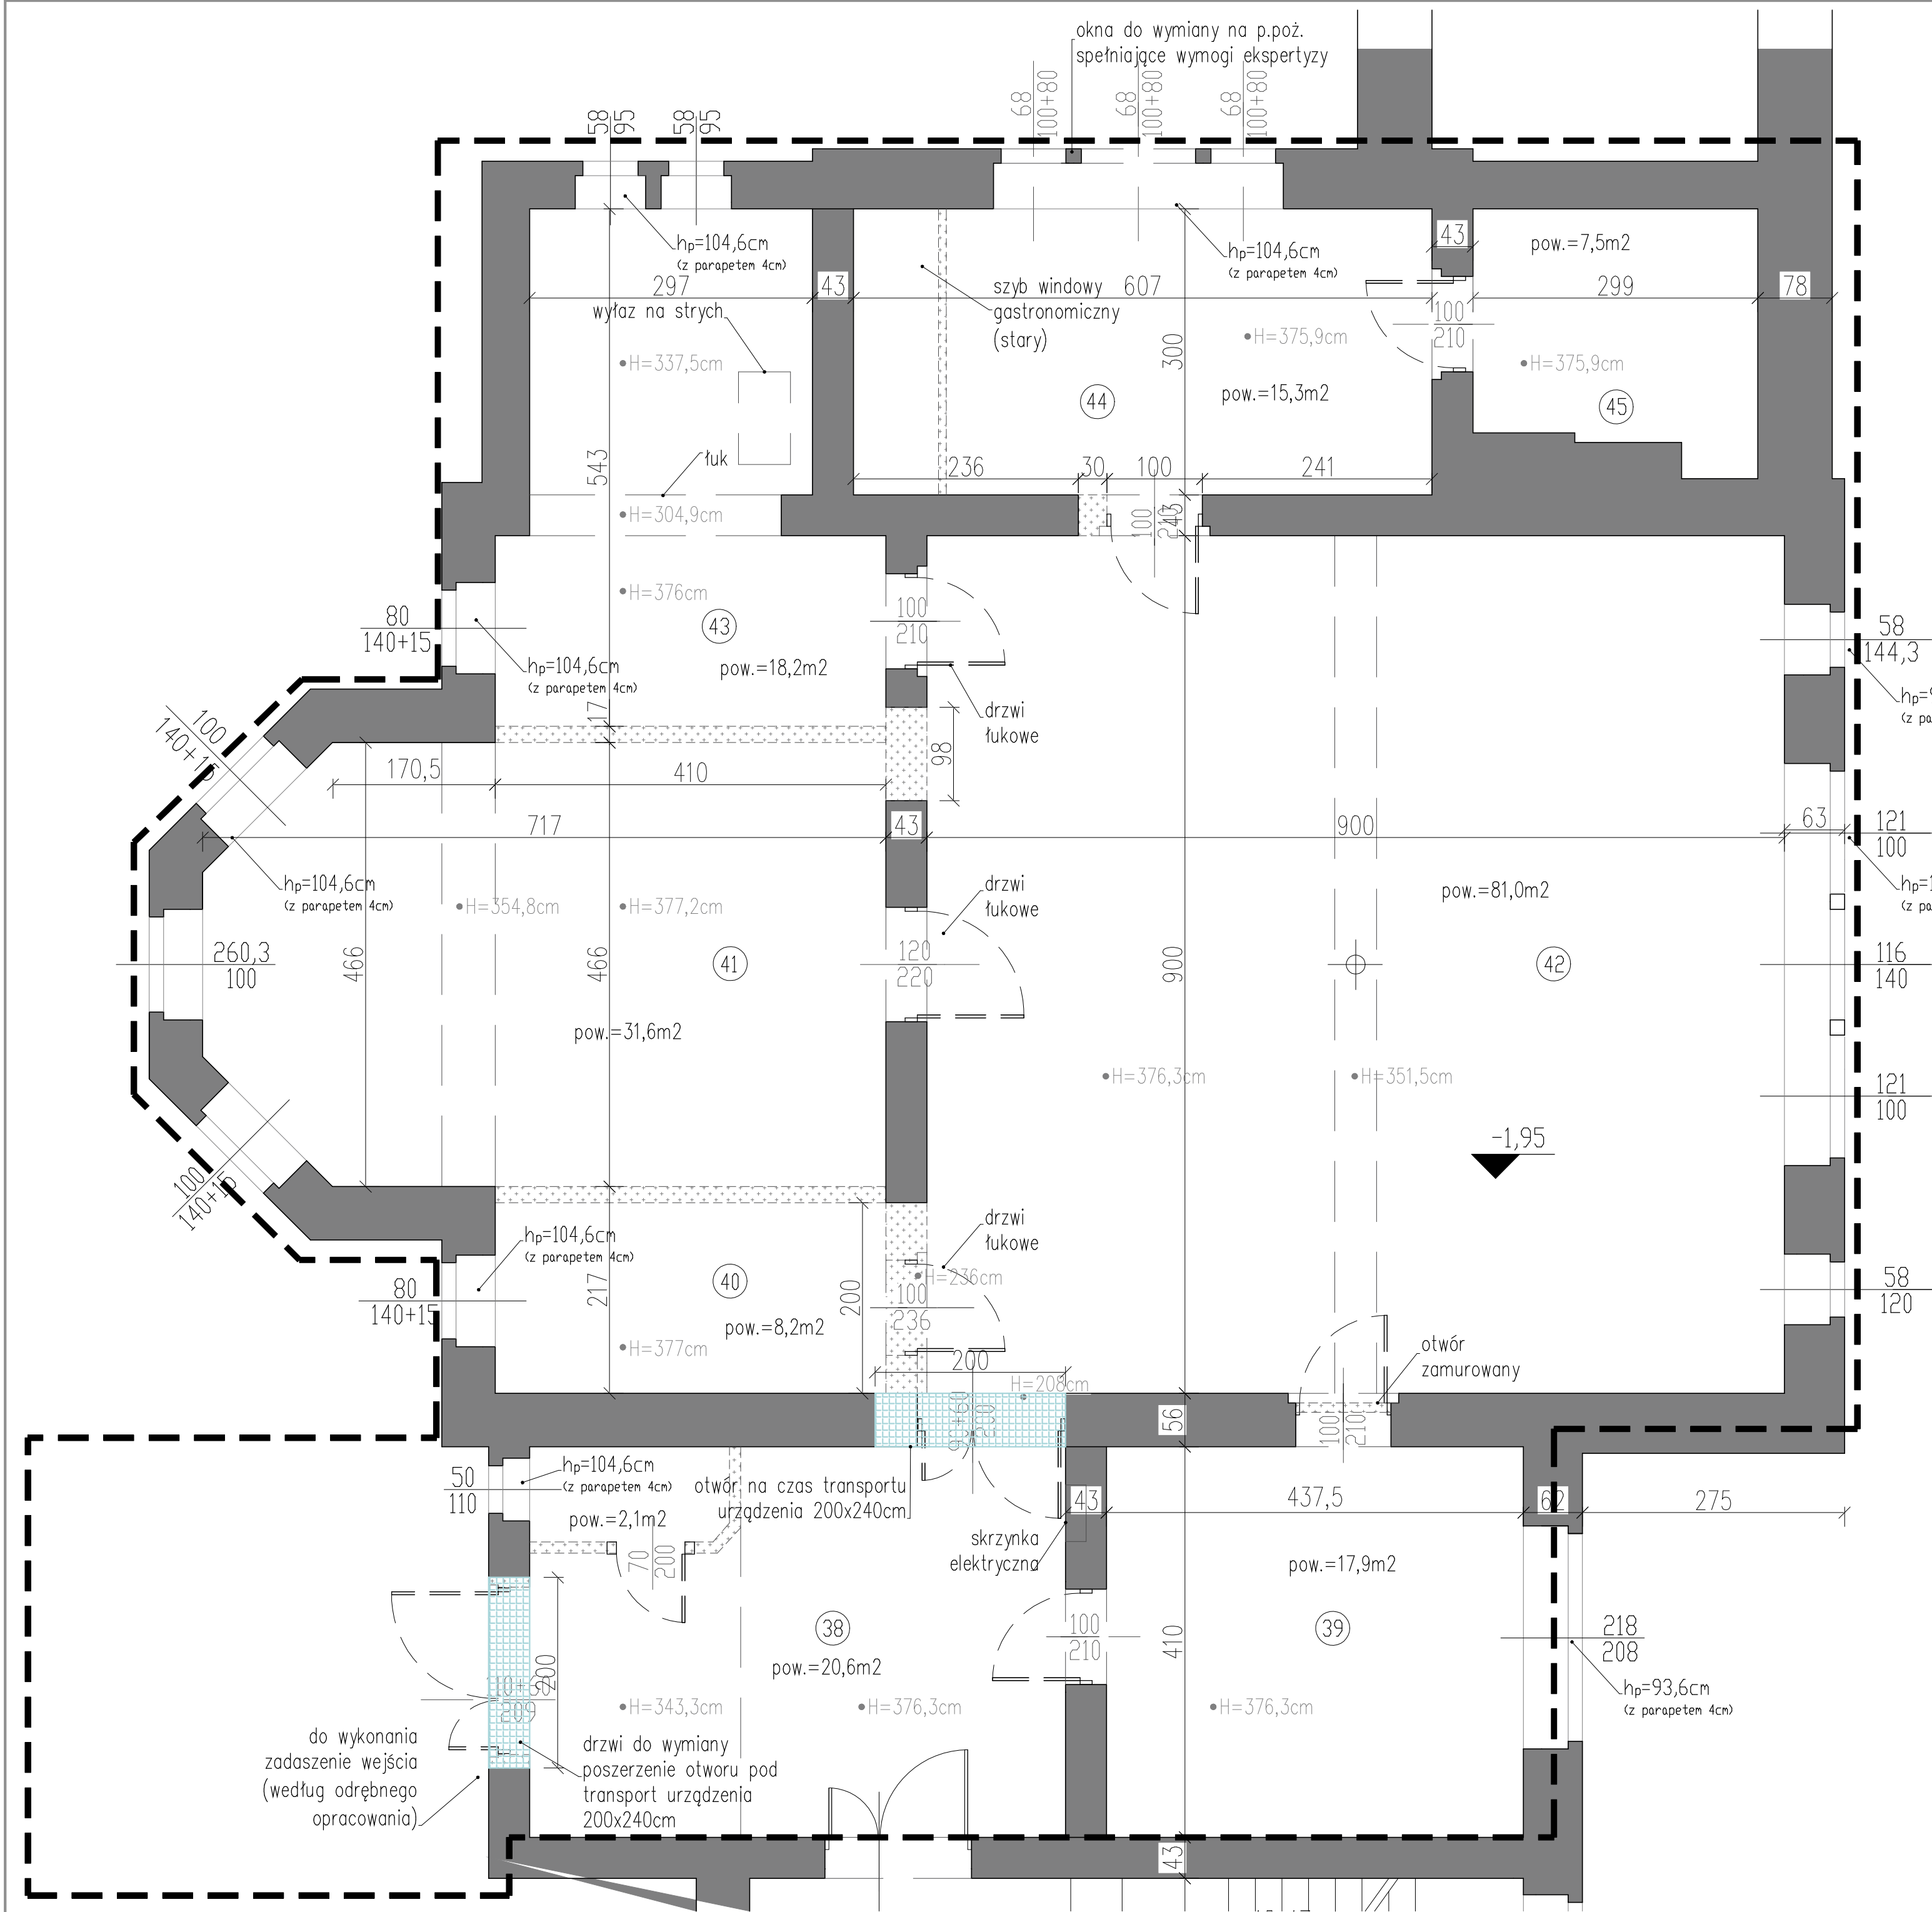 okna do wymiany na p.poż.
spełniające wymogi ekspertyzy
58
95
58
95
68
100+80
68
100+80
68
100+80
hp=104,6cm
(z parapetem 4cm)
hp=104,6cm
(z parapetem 4cm)
43
pow.=7,5m2
297
43
szyb windowy
gastronomiczny
(stary)
607
299
78
wyłaz na strych
100
210
H=337,5cm
H=375,9cm
H=375,9cm
300
pow.=15,3m2
44
45
543
łuk
236
30
100
241
H=304,9cm
100
210
243
H=376cm
80
140+15
43
100
210
58
144,3
hp=104,6cm
(z parapetem 4cm)
pow.=18,2m2
17
drzwi
łukowe
100
140+15
98
170,5
410
717
43
900
63
121
100
hp=104,6cm
(z parapetem 4cm)
drzwi
łukowe
pow.=81,0m2
H=354,8cm
H=377,2cm
260,3
100
466
466
41
120
220
900
42
116
140
pow.=31,6m2
H=376,3cm
H=351,5cm
121
100
-1,95
100
140+15
hp=104,6cm
(z parapetem 4cm)
drzwi
łukowe
80
140+15
217
40
200
H=236cm
100
236
58
120
pow.=8,2m2
H=377cm
200
H=208cm
otwór
zamurowany
90+60
200
56
100
210
50
110
hp=104,6cm
(z parapetem 4cm)
otwór na czas transportu
urządzenia 200x240cm
43
437,5
62
275
pow.=2,1m2
70
200
skrzynka
elektryczna
pow.=17,9m2
38
100
210
410
39
218
208
pow.=20,6m2
200
hp=93,6cm
(z parapetem 4cm)
H=343,3cm
H=376,3cm
H=376,3cm
do wykonania
zadaszenie wejścia
(według odrębnego
opracowania)
drzwi do wymiany
poszerzenie otworu pod
transport urządzenia
200x240cm
43